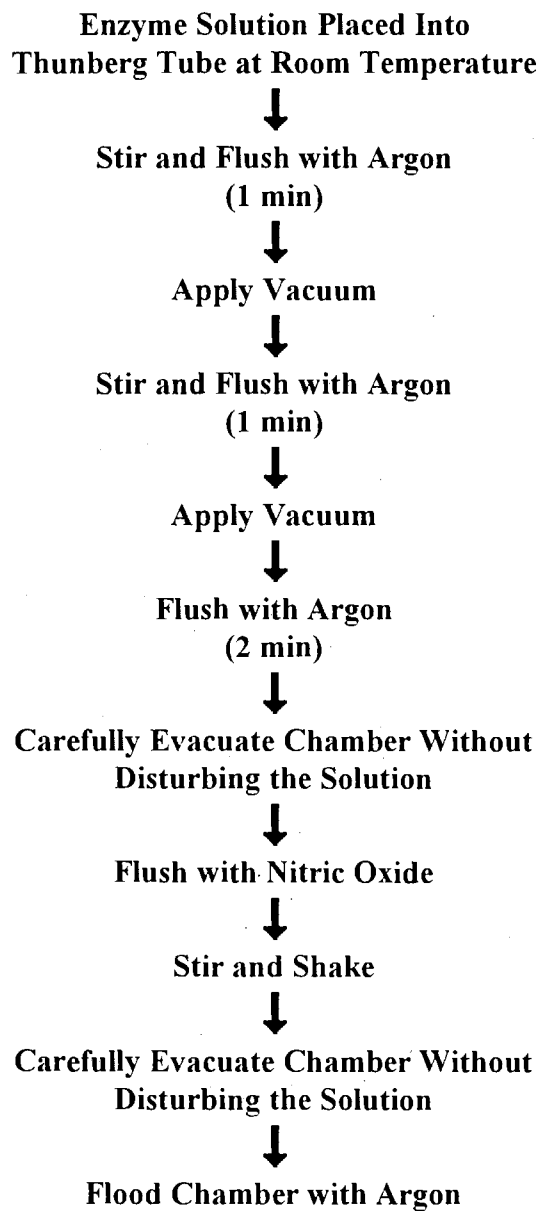 Enzyme Solution Placed Into
Thunberg Tube at Room Temperature
Stir and Flush with Argon
(1 min)
Apply Vacuum
Stir and Flush with Argon
(1 min)
Apply Vacuum
Flush with Argon
(2 min)
Carefully Evacuate Chamber Without
Disturbing the Solution
Flush with Nitric Oxide
Stir and Shake
Carefully Evacuate Chamber Without
Disturbing the Solution
Flood Chamber with Argon